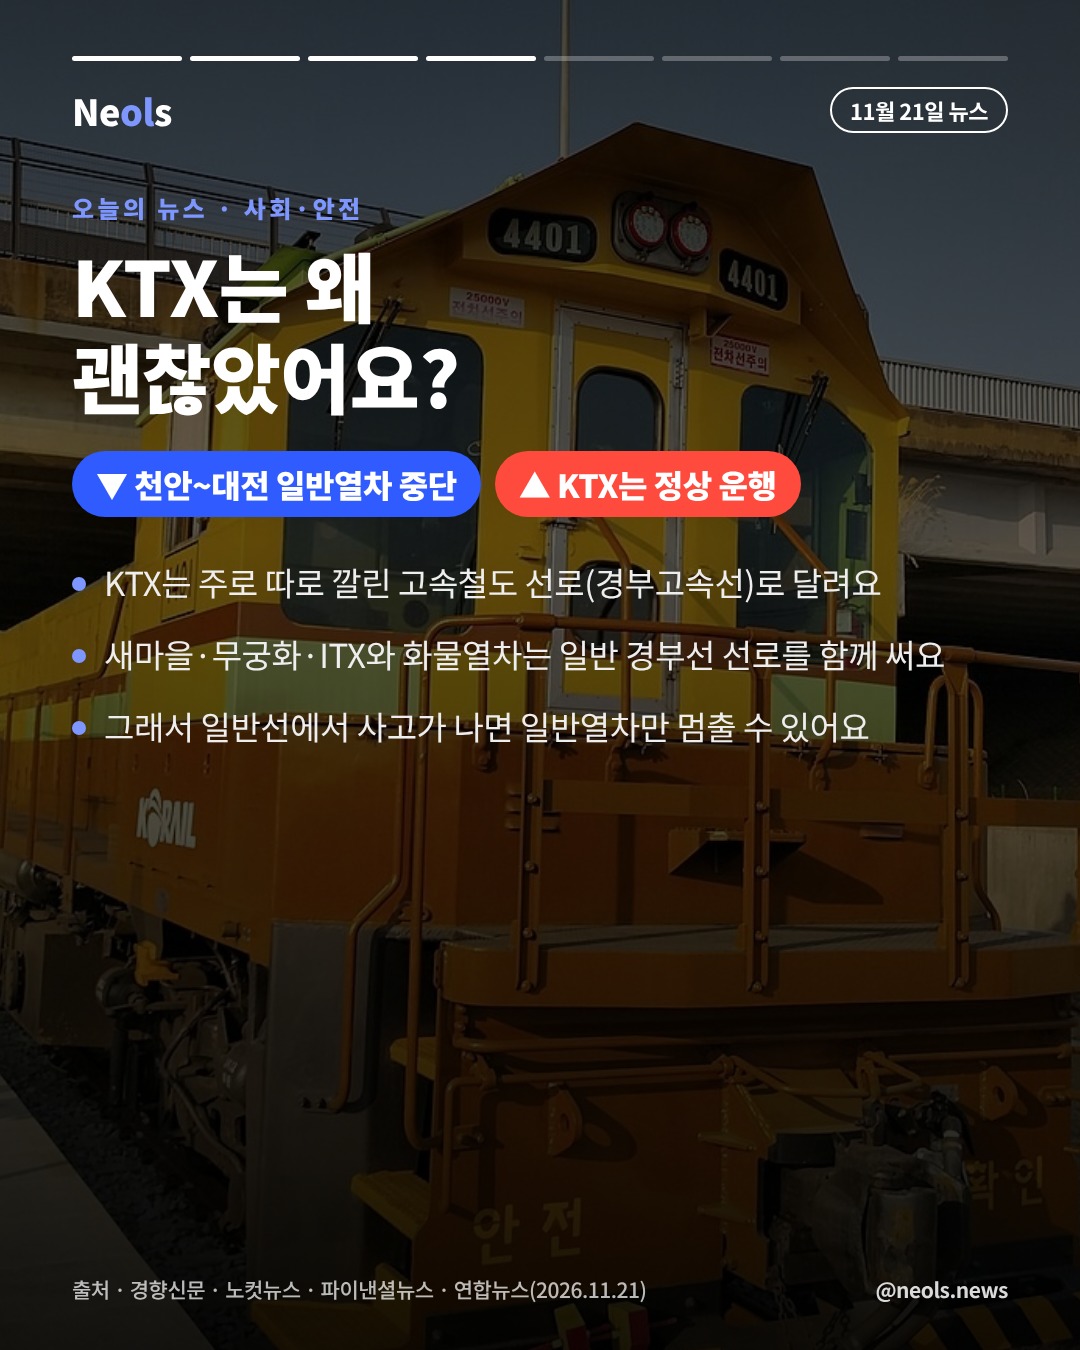 Neols
11월 21일 뉴스
오늘의 뉴스 · 사회·안전
KTX는 왜
괜찮았어요?
▼ 천안~대전 일반열차 중단
▲ KTX는 정상 운행
KTX는 주로 따로 깔린 고속철도 선로(경부고속선)로 달려요
새마을·무궁화·ITX와 화물열차는 일반 경부선 선로를 함께 써요
그래서 일반선에서 사고가 나면 일반열차만 멈출 수 있어요
4401
4401
25000V
전차선주의
25000V
전차선주의
KORAIL
안전
확인
출처 · 경향신문 · 노컷뉴스 · 파이낸셜뉴스 · 연합뉴스(2026.11.21)
@neols.news